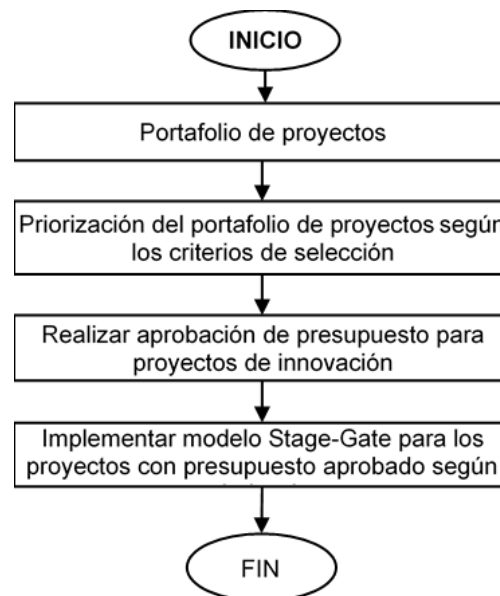 INICIO
Portafolio de proyectos
Priorización del portafolio de proyectos según
los criterios de selección
Realizar aprobación de presupuesto para
proyectos de innovación
Implementar modelo Stage-Gate para los
proyectos con presupuesto aprobado según
FIN